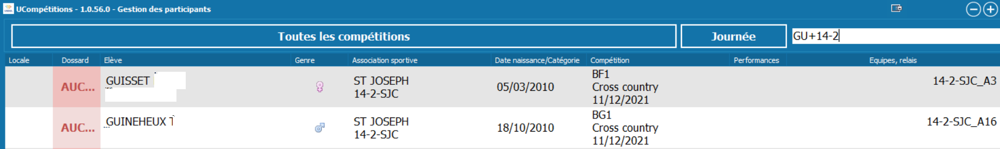 UCompétitions - 1.0.56.0 - Gestion des participants
Toutes les compétitions Journée GU+14-2
Locale Dossard Elève Genre Association sportive Date naissance/Catégorie Compétition Performances Equipes, relais
AUC... GUISSET ST JOSEPH
14-2-SJC 05/03/2010 BF1
Cross country
11/12/2021 14-2-SJC_A3
AUC... GUINEHEUX T ST JOSEPH
14-2-SJC 18/10/2010 BG1
Cross country
11/12/2021 14-2-SJC_A16